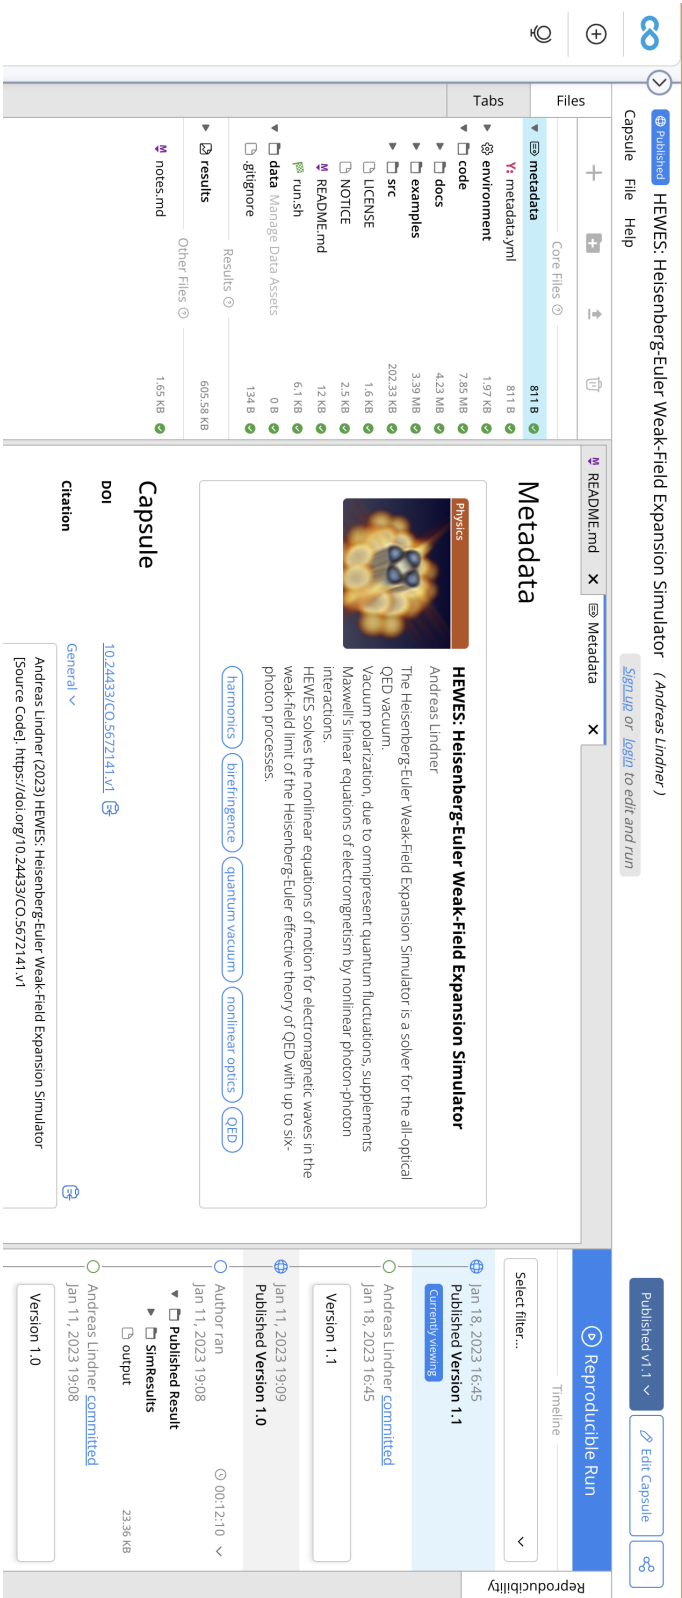 Published
HEWES: Heisenberg-Euler Weak-Field Expansion Simulator
( Andreas Lindner )
Capsule
File
Help
Sign up or login to edit and run
Published v1.1
Edit Capsule
Files
Tabs
Core Files
metadata
811 B
metadata.yml
811 B
environment
1.97 KB
code
7.85 MB
docs
4.23 MB
examples
3.39 MB
src
202.33 KB
LICENSE
1.6 KB
NOTICE
2.5 KB
README.md
12 KB
run.sh
6.1 KB
data Manage Data Assets
0 B
.gitignore
134 B
Results
results
605.58 KB
Other Files
notes.md
1.65 KB
README.md
Metadata
Metadata
Physics
HEWES: Heisenberg-Euler Weak-Field Expansion Simulator
Andreas Lindner
The Heisenberg-Euler Weak-Field Expansion Simulator is a solver for the all-optical
QED vacuum.
Vacuum polarization, due to omnipresent quantum fluctuations, supplements
Maxwell's linear equations of electromgnetism by nonlinear photon-photon
interactions.
HEWES solves the nonlinear equations of motion for electromagnetic waves in the
weak-field limit of the Heisenberg-Euler effective theory of QED with up to six-
photon processes.
harmonics
birefringence
quantum vacuum
nonlinear optics
QED
Capsule
DOI
10.24433/CO.5672141.v1
Citation
General
Andreas Lindner (2023) HEWES: Heisenberg-Euler Weak-Field Expansion Simulator
[Source Code]. https://doi.org/10.24433/CO.5672141.v1
Reproducible Run
Timeline
Select filter...
Jan 18, 2023 16:45
Published Version 1.1
Currently viewing
Andreas Lindner committed
Jan 18, 2023 16:45
Version 1.1
Jan 11, 2023 19:09
Published Version 1.0
Author ran
00:12:10
Jan 11, 2023 19:08
Published Result
SimResults
output
23.36 KB
Andreas Lindner committed
Jan 11, 2023 19:08
Version 1.0
Reproducibility